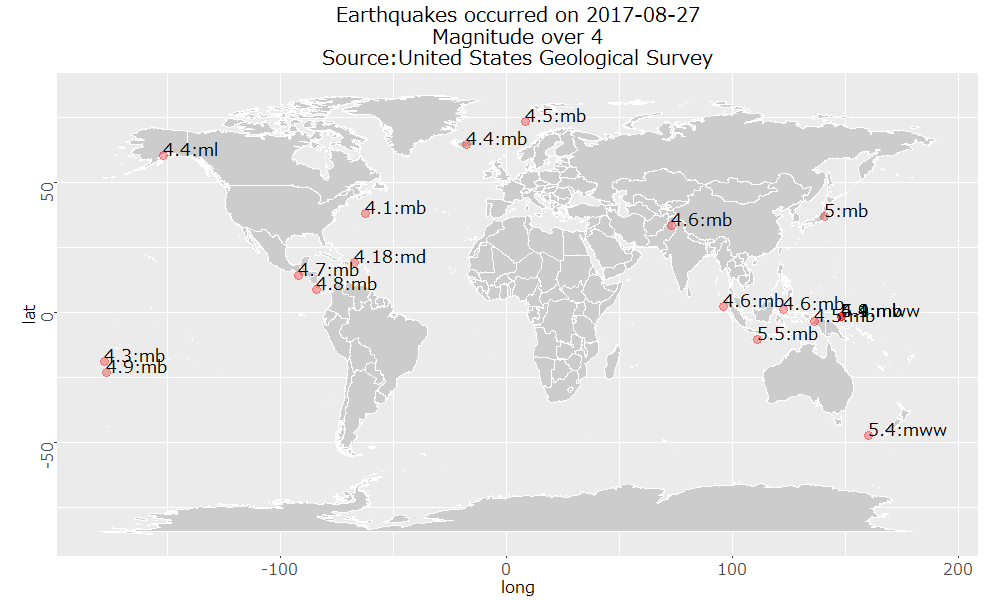 Earthquakes occurred on 2017-08-27
Magnitude over 4
Source:United States Geological Survey
4.5:mb
4.4:mb
4.4:ml
4.1:mb
5:mb
4.6:mb
4.18:md
4.7:mb
4.8:mb
4.6:mb
4.6:mb
4.5:mb
5.5:mb
4.3:mb
4.9:mb
5.4:mww
50
0
-50
lat
-100
0
100
200
long